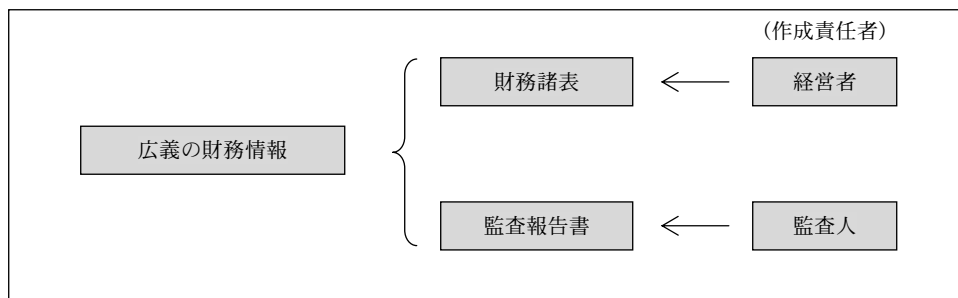 （作成責任者）
財務諸表
経営者
広義の財務情報
監査報告書
監査人